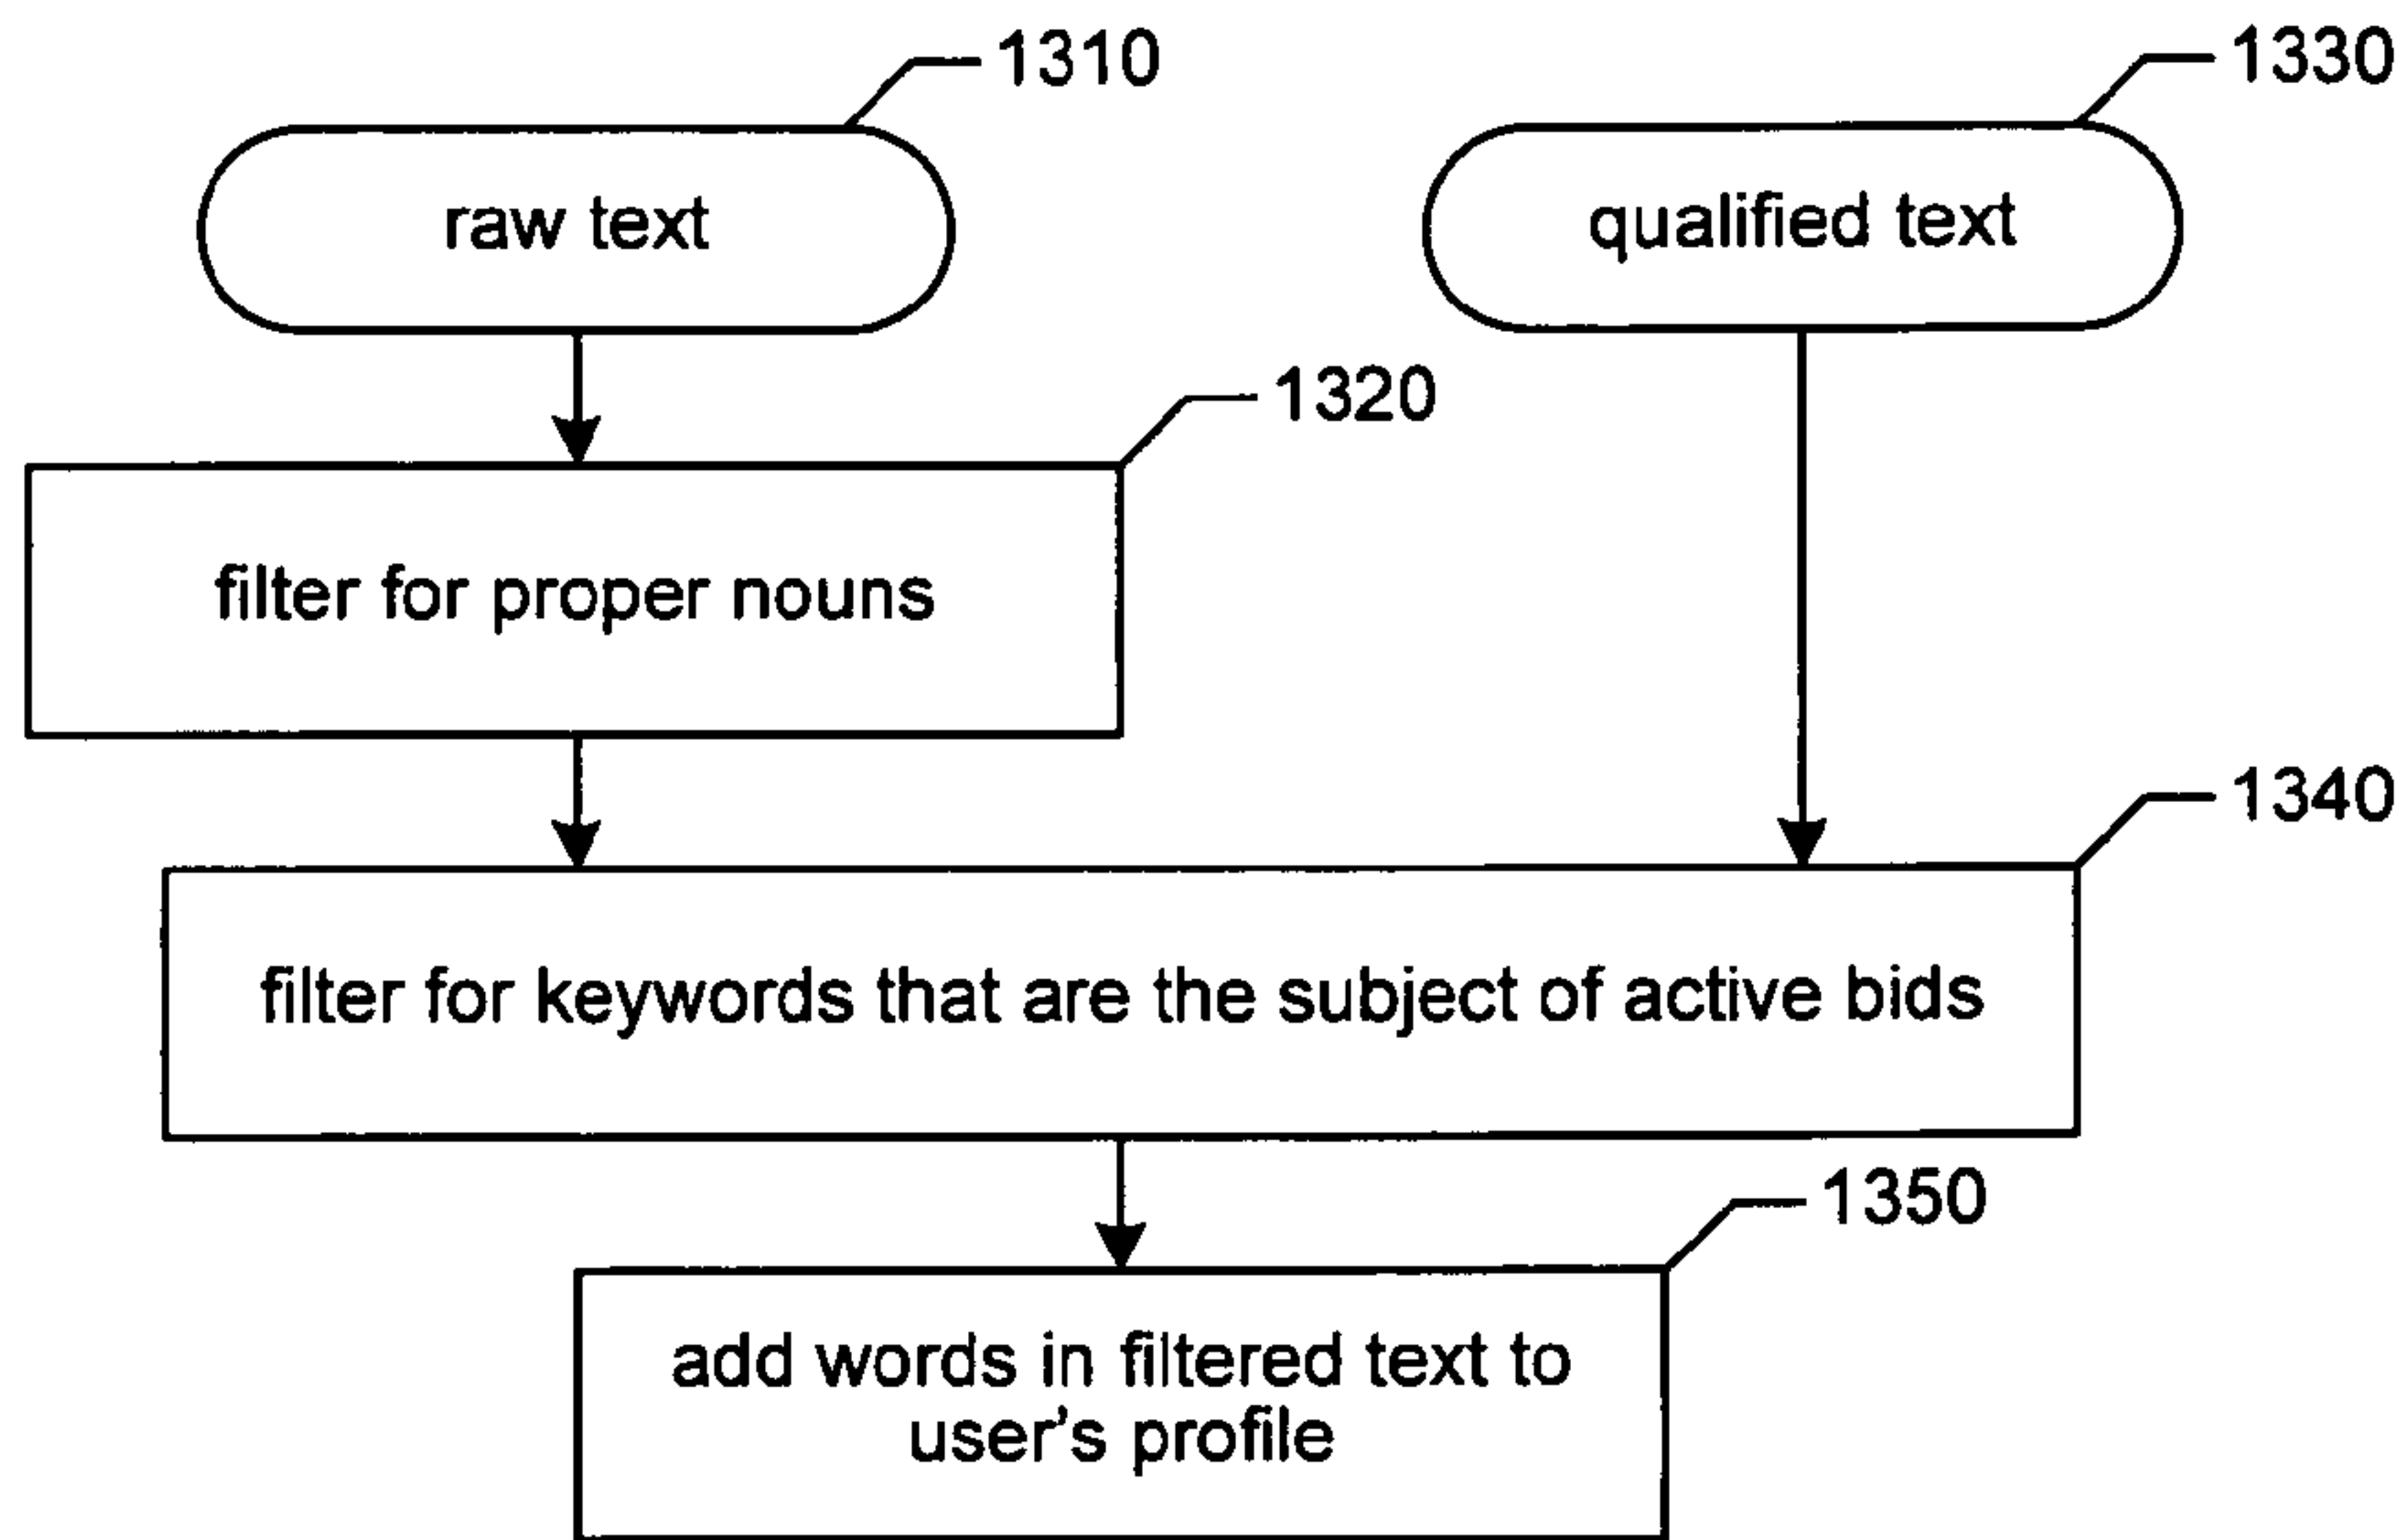 1310
1330
raw text
qualified text
1320
filter for proper nouns
1340
filter for keywords that are the subject of active bids
1350
add words in filtered text to
user's profile